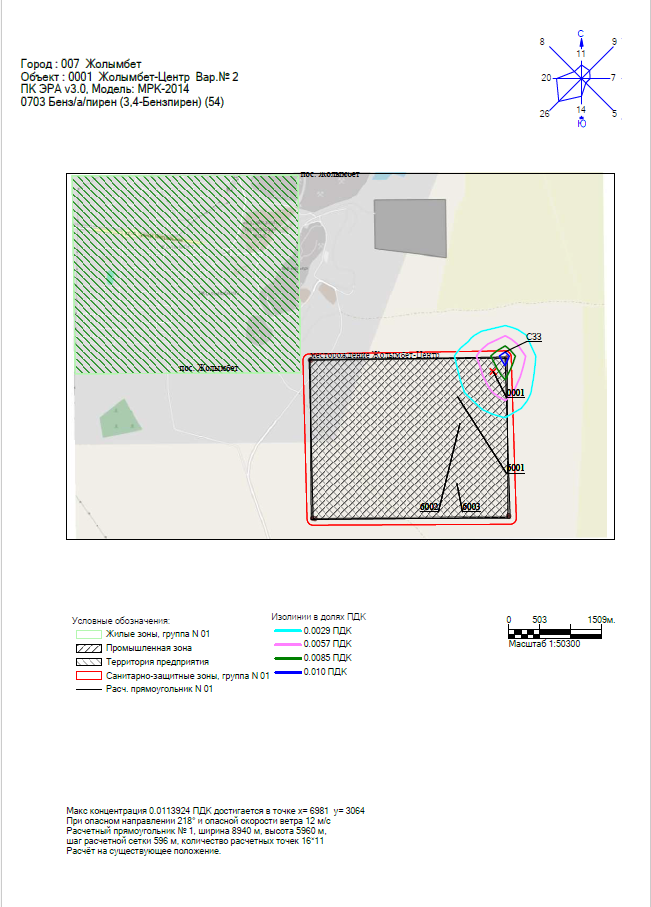 Город : 007 Жолымбет
Объект : 0001 Жолымбет-Центр Вар.№ 2
ПК ЭРА v3.0, Модель: МРК-2014
0703 Бенз/а/пирен (3,4-Бензпирен) (54)
С
8
9
11
20
7
14
26
5
Ю
пос. Жолымбет
СЗЗ
месторождение Жолымбет-Центр
пос. Жолымбет
0001
6001
6002
6003
Условные обозначения:
Жилые зоны, группа N 01
Промышленная зона
Территория предприятия
Санитарно-защитные зоны, группа N 01
Расч. прямоугольник N 01
Изолинии в долях ПДК
0.0029 ПДК
0.0057 ПДК
0.0085 ПДК
0.010 ПДК
0 503 1509м.
Масштаб 1:50300
Макс концентрация 0.0113924 ПДК достигается в точке x= 6981 y= 3064
При опасном направлении 218° и опасной скорости ветра 12 м/с
Расчетный прямоугольник № 1, ширина 8940 м, высота 5960 м,
шаг расчетной сетки 596 м, количество расчетных точек 16*11
Расчёт на существующее положение.